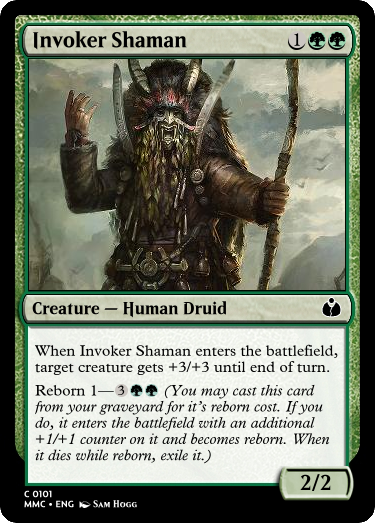 Invoker Shaman 1
Creature — Human Druid
When Invoker Shaman enters the battlefield,
target creature gets +3/+3 until end of turn.
Reborn 1—3 (You may cast this card
from your graveyard for it's reborn cost. If you
do, it enters the battlefield with an additional
+1/+1 counter on it and becomes reborn. When
it dies while reborn, exile it.)
2/2
C 0101
MMC • ENG Sam Hogg